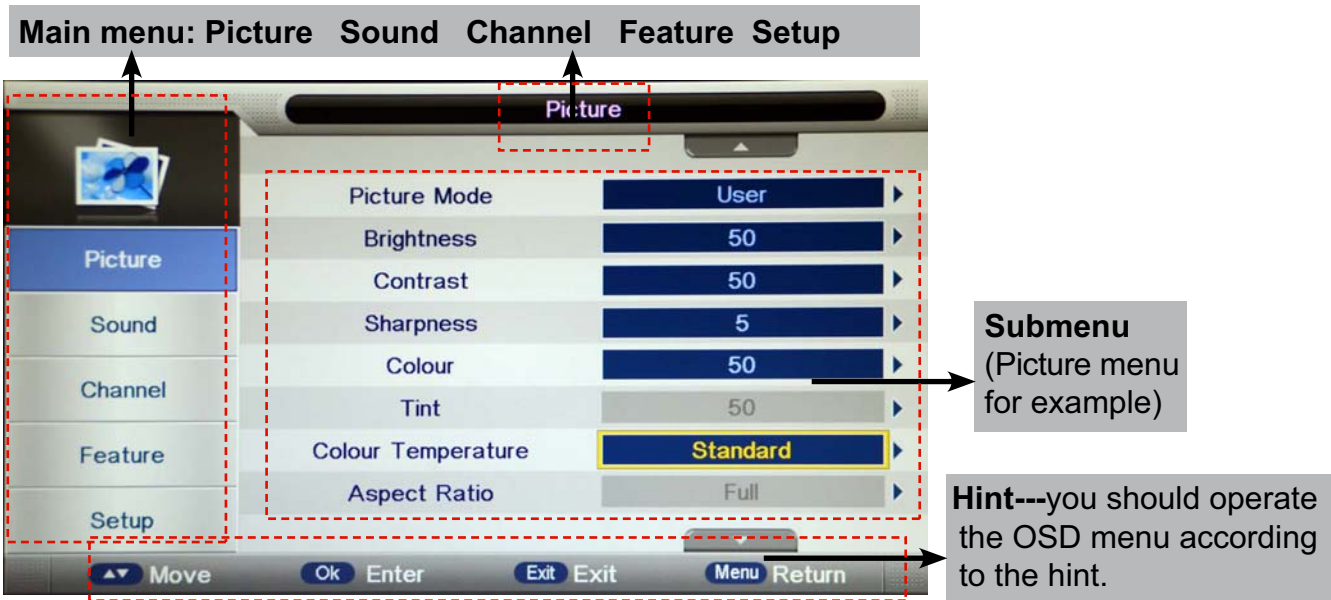 Main menu: Picture Sound Channel Feature Setup
Picture
Picture
Sound
Channel
Feature
Setup
Picture Mode User
Brightness 50
Contrast 50
Sharpness 5
Colour 50
Tint 50
Colour Temperature Standard
Aspect Ratio Full
Submenu
(Picture menu
for example)
Hint---you should operate
the OSD menu according
to the hint.
Move Ok Enter Exit Exit Menu Return